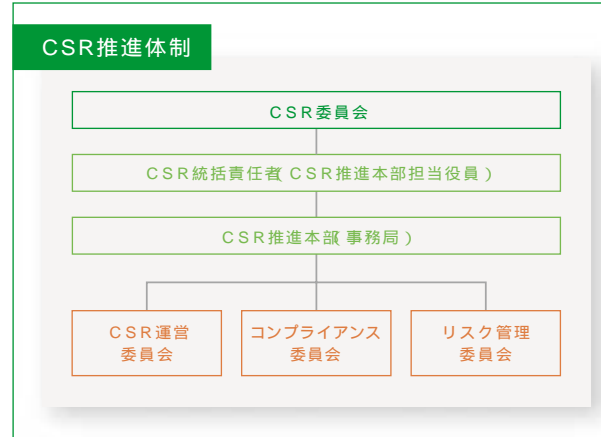 CSR推進体制
CSR委員会
CSR統括責任者(CSR推進本部担当役員)
CSR推進本部(事務局)
CSR運営
委員会
コンプライアンス
委員会
リスク管理
委員会